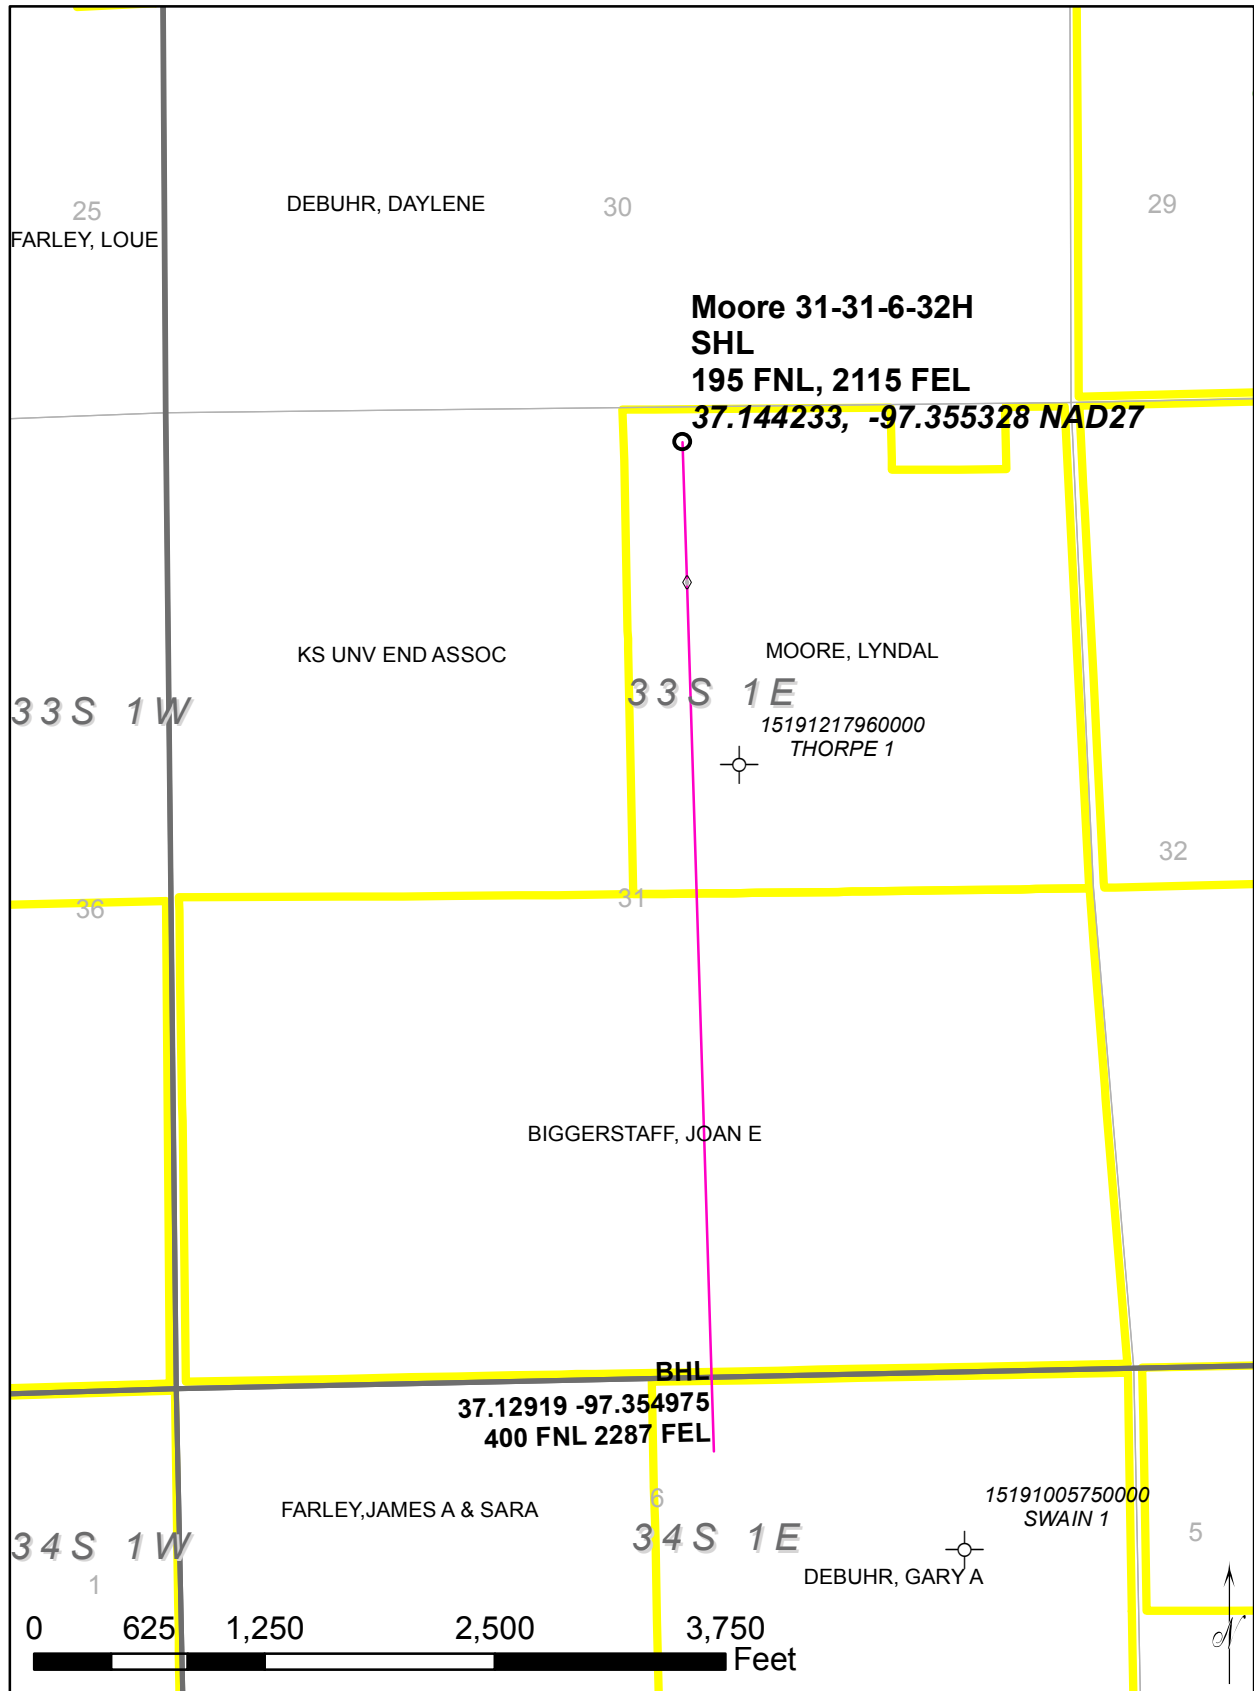 25
DEBUHR, DAYLENE
30
29
FARLEY, LOUE
Moore 31-31-6-32H
SHL
195 FNL, 2115 FEL
37.144233, -97.355328 NAD27
KS UNV END ASSOC
MOORE, LYNDAL
33S 1W
33S 1E
15191217960000
THORPE 1
32
36
31
BIGGERSTAFF, JOAN E
BHL
37.12919 -97.354975
400 FNL 2287 FEL
FARLEY,JAMES A & SARA
6
15191005750000
SWAIN 1
5
34S 1W
34S 1E
1
DEBUHR, GARY A
0 625 1,250 2,500 3,750
Feet
N